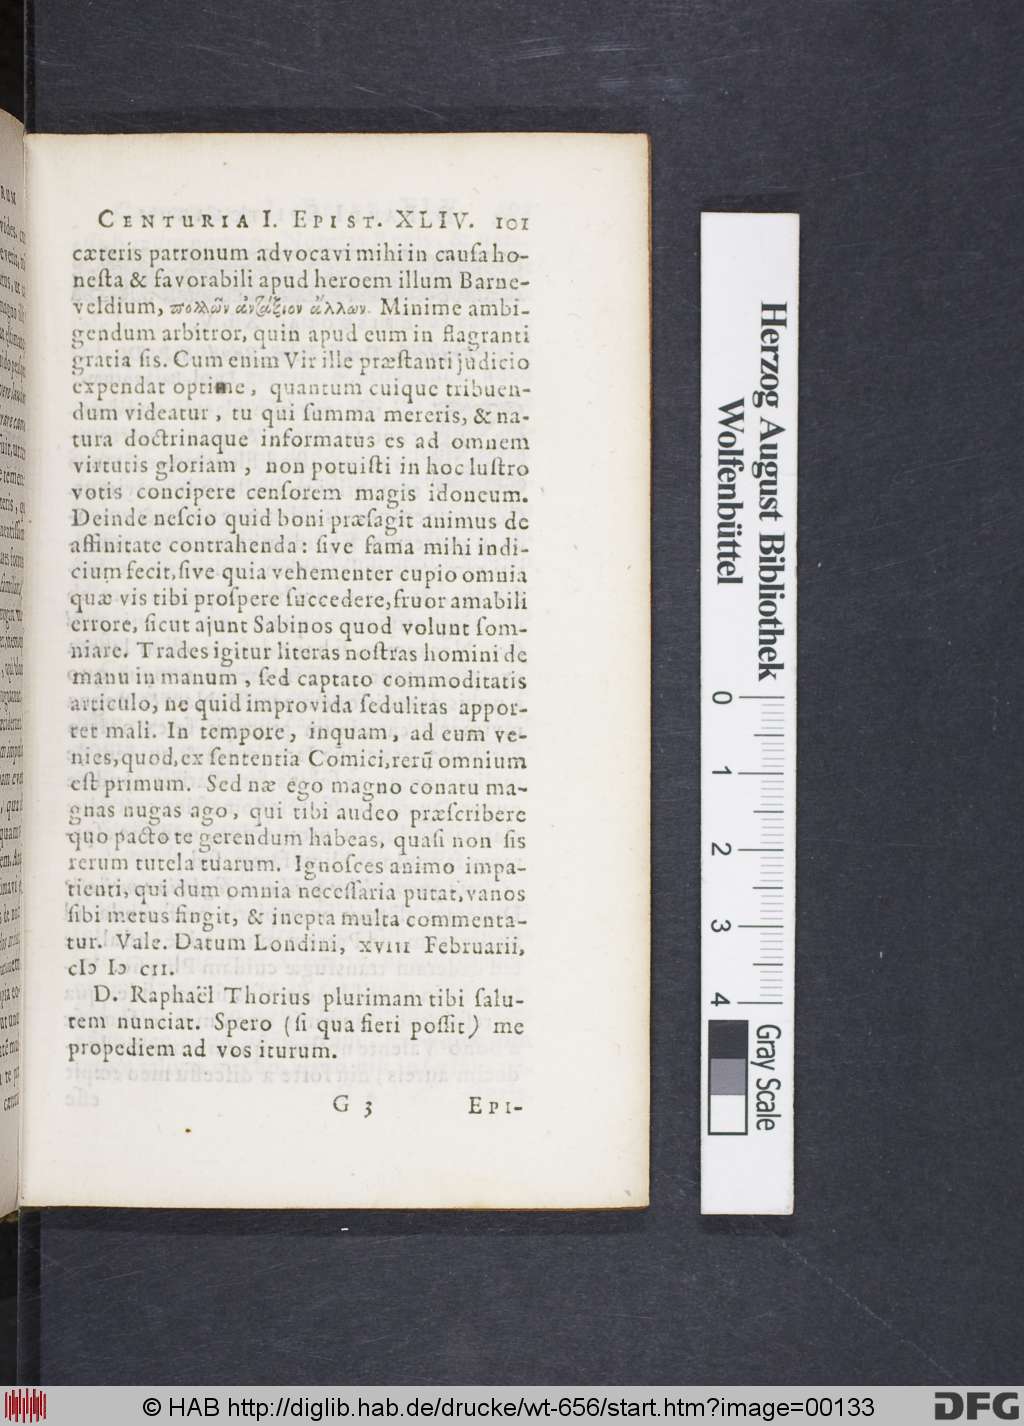 CENTURIA I. EPIST. XLIV. 101
cæteris patronum advocavi mihi in cauſa ho-
neſta & favorabili apud heroem illum Barne-
veldium, πολλῶν ἀντάξιον ἄλλων. Minime ambi-
gendum arbitror, quin apud eum in flagranti
gratia ſis. Cum enim Vir ille præſtanti judicio
expendat optime, quantum cuique tribuen-
dum videatur, tu qui ſumma mereris, & na-
tura doctrinaque informatus es ad omnem
virtutis gloriam, non potuiſti in hoc luſtro
votis concipere cenſorem magis idoneum.
Deinde neſcio quid boni præſagit animus de
affinitate contrahenda: ſive fama mihi indi-
cium fecit, ſive quia vehementer cupio omnia
quæ vis tibi proſpere ſuccedere, fruor amabili
errore, ſicut ajunt Sabinos quod volunt ſom-
niare. Trades igitur literas noſtras homini de
manu in manum, ſed captato commoditatis
articulo, ne quid improvida ſedulitas appor-
tet mali. In tempore, inquam, ad eum ve-
nies, quod, ex ſententia Comici, rerū omnium
eſt primum. Sed næ ego magno conatu ma-
gnas nugas ago, qui tibi audeo præſcribere
quo pacto te gerendum habeas, quaſi non ſis
rerum tutela tuarum. Ignoſces animo impa-
tienti, qui dum omnia neceſſaria putat, vanos
ſibi metus fingit, & inepta multa commenta-
tur. Vale. Datum Londini, XVIII Februarii,
cIↄ Iↄ cII.
D. Raphaël Thorius plurimam tibi ſalu-
tem nunciat. Spero (ſi qua fieri poſſit) me
propediem ad vos iturum.
G 3 EPI-
Herzog August Bibliothek
Wolfenbüttel
0 1 2 3 4
Gray Scale
© HAB http://diglib.hab.de/drucke/wt-656/start.htm?image=00133
DFG